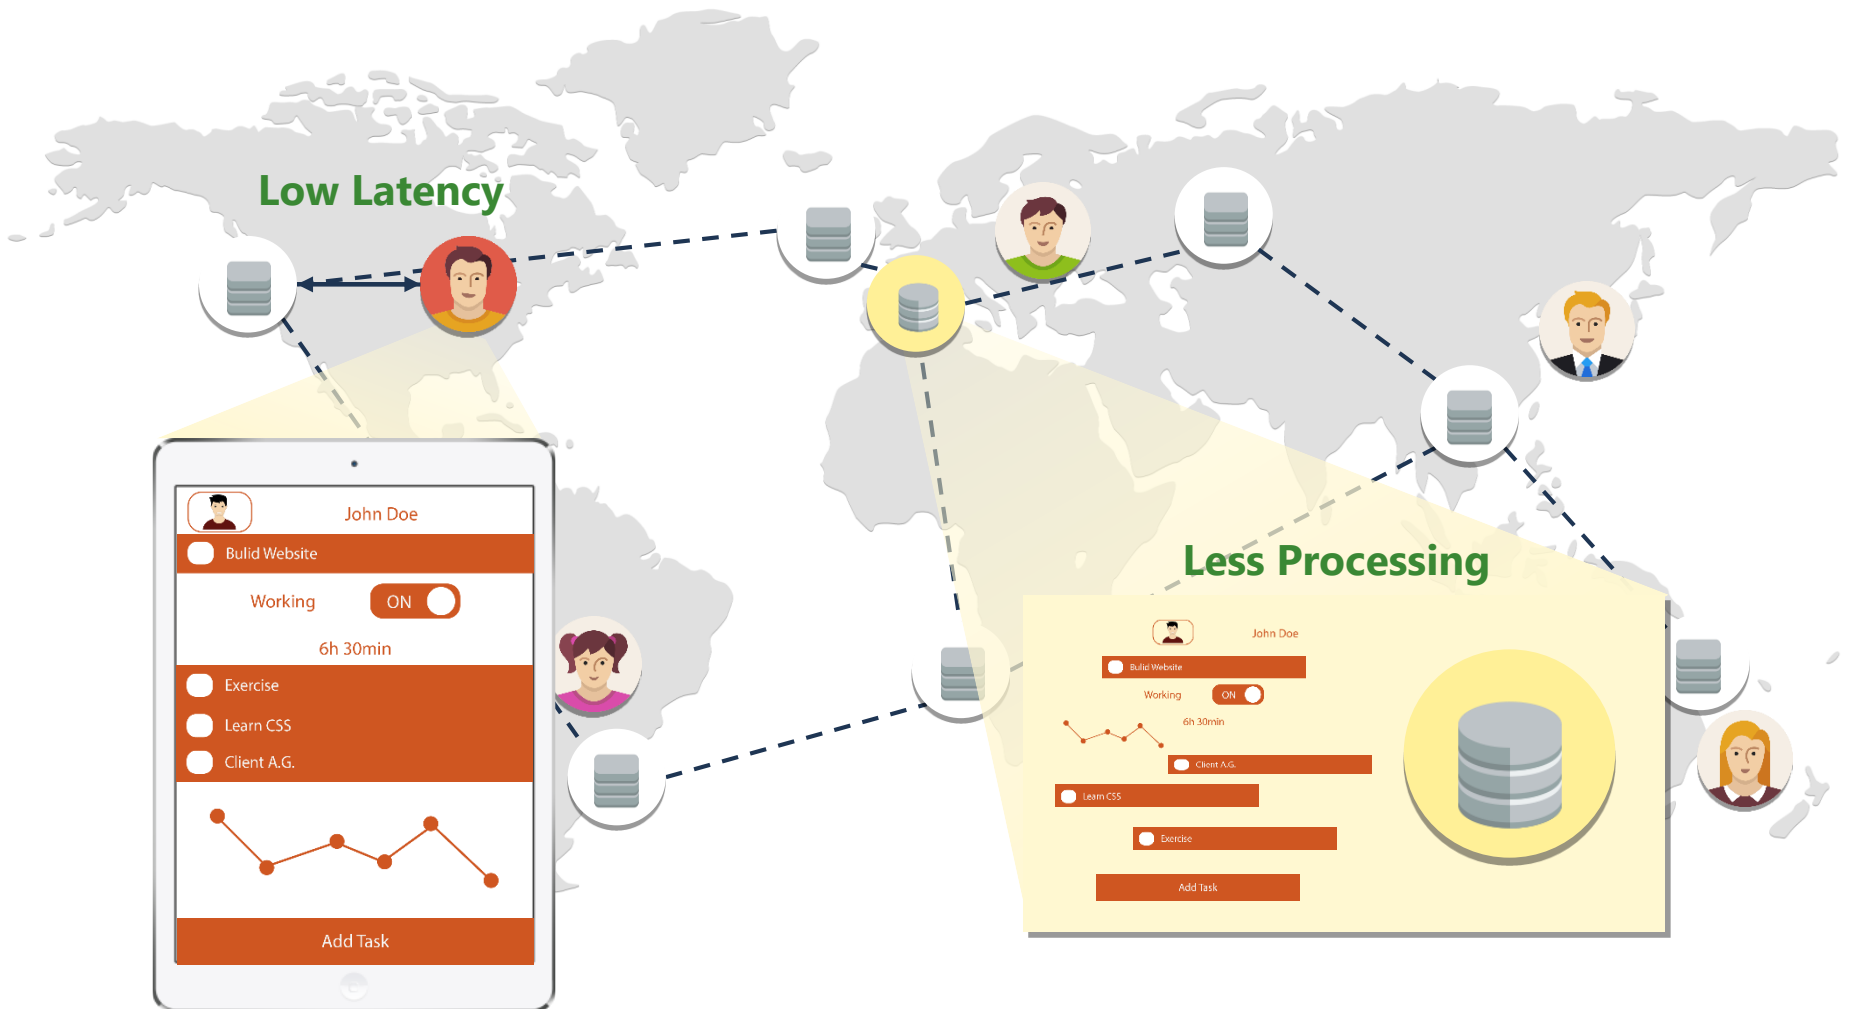 Low Latency
John Doe
Bulid Website
Working
ON
6h 30min
Exercise
Learn CSS
Client A.G.
Add Task
Less Processing
John Doe
Bulid Website
Working
ON
6h 30min
Client A.G.
Learn CSS
Exercise
Add Task